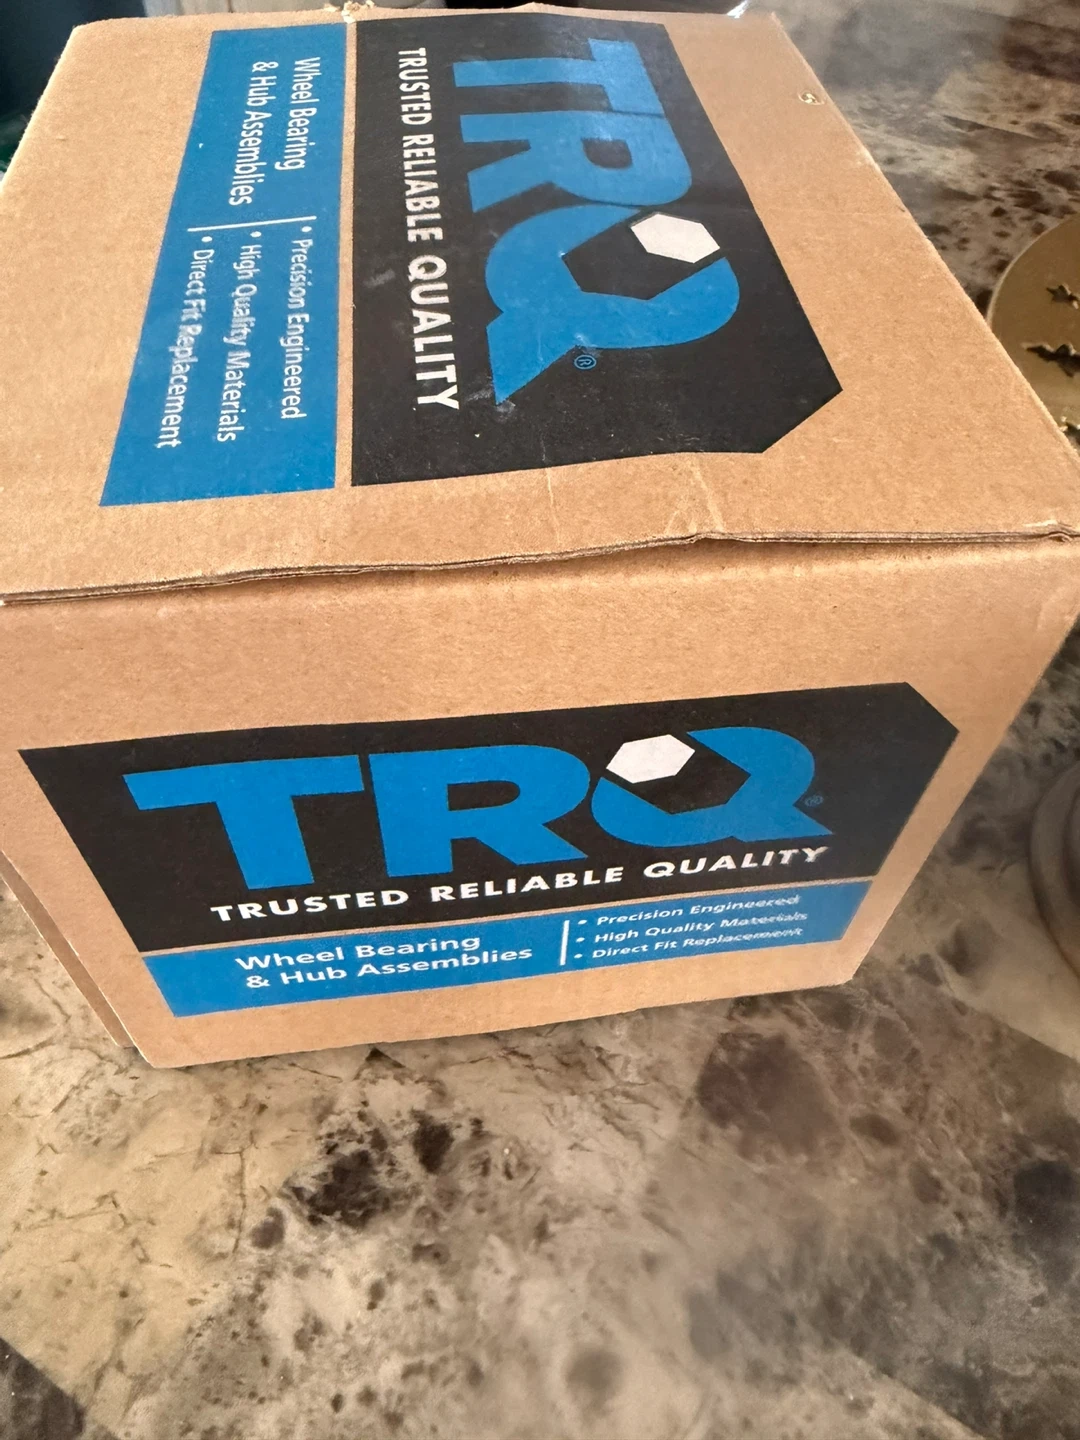 TRQ®
TRUSTED RELIABLE QUALITY
Wheel Bearing
& Hub Assemblies
• Precision Engineered
• High Quality Materials
• Direct Fit Replacement
TRQ®
TRUSTED RELIABLE QUALITY
Wheel Bearing
& Hub Assemblies
• Precision Engineered
• High Quality Materials
• Direct Fit Replacement